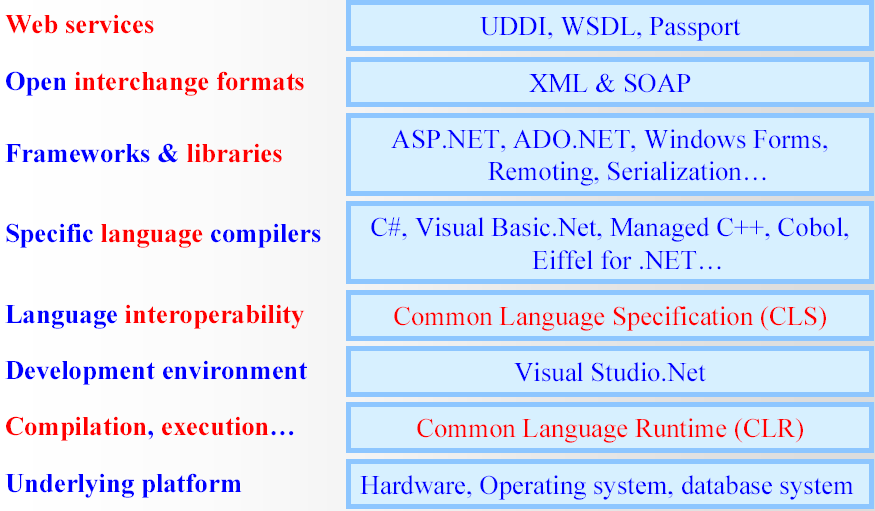 Web services
UDDI, WSDL, Passport
Open interchange formats
XML & SOAP
Frameworks & libraries
ASP.NET, ADO.NET, Windows Forms,
Remoting, Serialization…
Specific language compilers
C#, Visual Basic.Net, Managed C++, Cobol,
Eiffel for .NET…
Language interoperability
Common Language Specification (CLS)
Development environment
Visual Studio.Net
Compilation, execution…
Common Language Runtime (CLR)
Underlying platform
Hardware, Operating system, database system